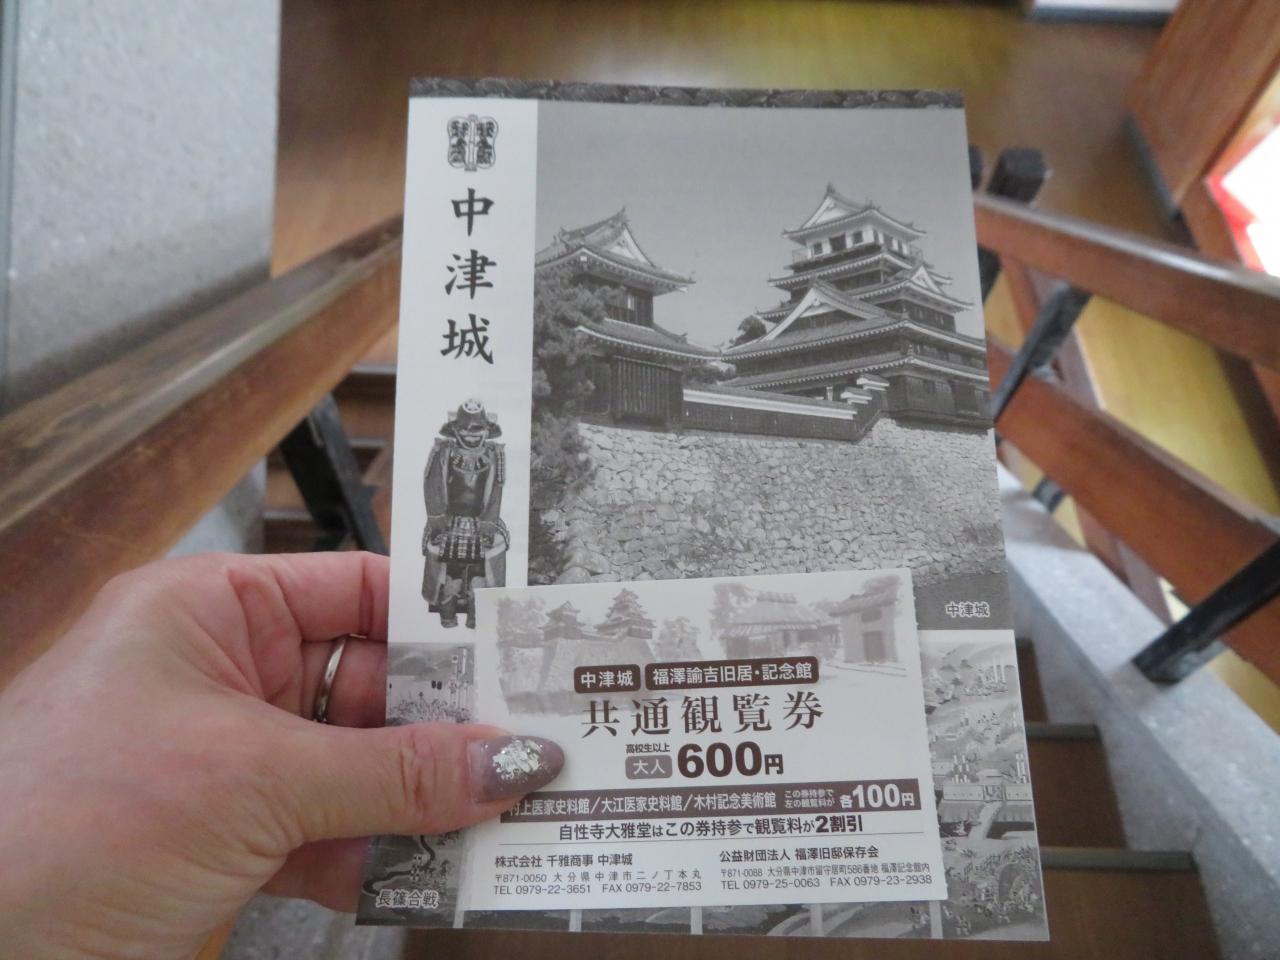 中津城
中津城
中津城 福澤諭吉旧居・記念館
共通観覧券
高校生以上
大人 600円
村上医家史料館/大江医家史料館/木村記念美術館 この券持参で左の観覧料が 各100円
自性寺大雅堂はこの券持参で観覧料が2割引
株式会社 千雅商事 中津城
〒871-0050 大分県中津市二ノ丁本丸
TEL 0979-22-3651 FAX 0979-22-7853
公益財団法人 福澤旧邸保存会
〒871-0088 大分県中津市留守居町586番地 福澤記念館内
TEL 0979-25-0063 FAX 0979-23-2938
長篠合戦